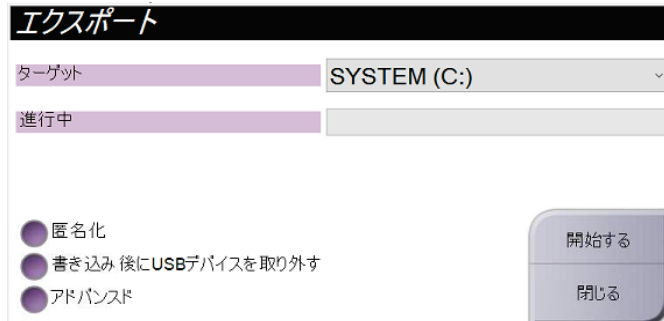 エクスポート
ターゲット
SYSTEM (C:)
進行中
匿名化
書き込み後にUSBデバイスを取り外す
アドバンスド
開始する
閉じる